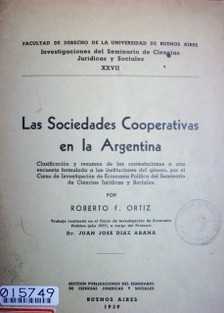 FACULTAD DE DERECHO DE LA UNIVERSIDAD DE BUENOS AIRES
Investigaciones del Seminario de Ciencias
Jurídicas y Sociales
XXVII
Las Sociedades Cooperativas
en la Argentina
Clasificación y resumen de las contestaciones a una
encuesta formulada a las instituciones del género, por el
Curso de Investigación de Economía Política del Seminario
de Ciencias Jurídicas y Sociales.
POR
ROBERTO F. ORTIZ
Trabajo realizado en el Curso de Investigación de Economía
Política (año 1937), a cargo del Profesor
Dr. JUAN JOSE DIAZ ARANA
015749
SECCION PUBLICACIONES DEL SEMINARIO
DE CIENCIAS JURIDICAS Y SOCIALES
BUENOS AIRES
1939